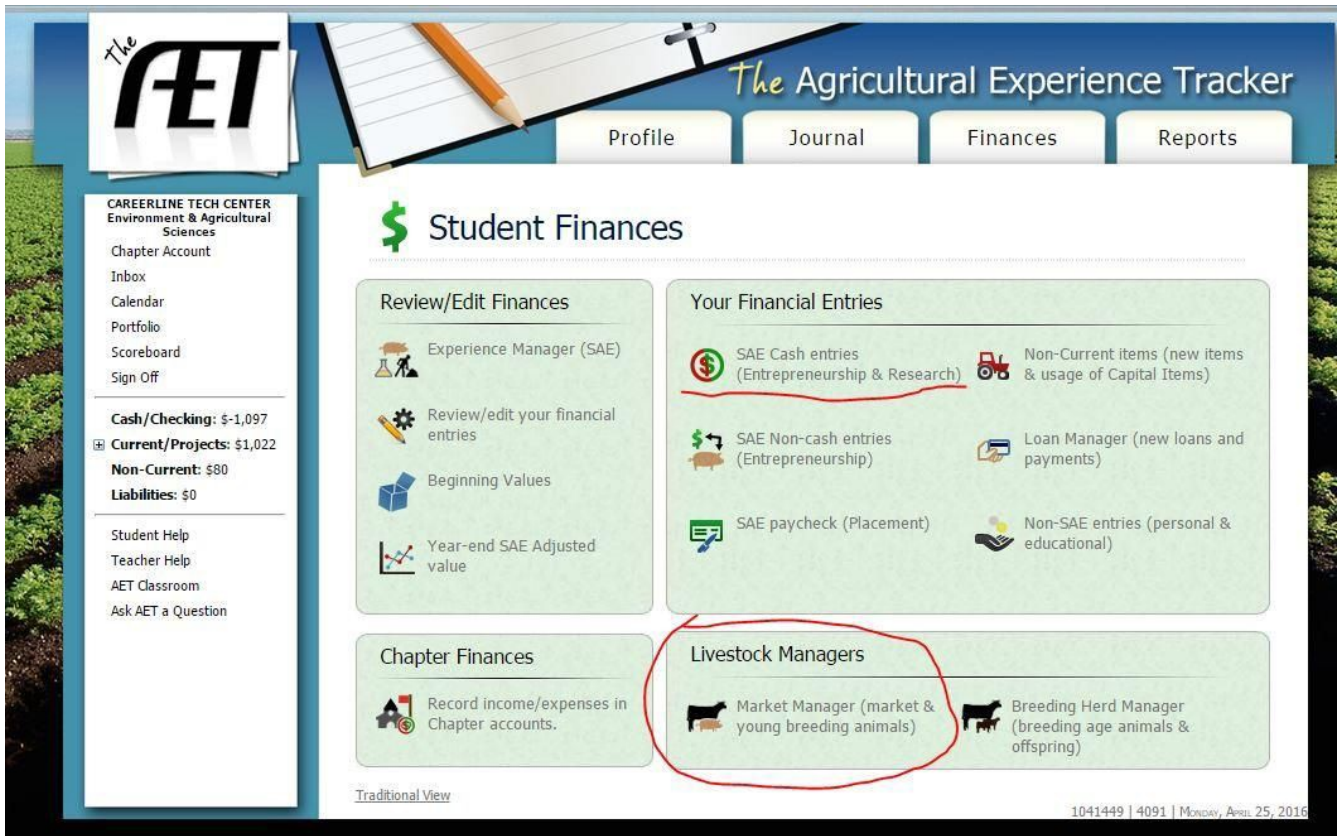 The AET
The Agricultural Experience Tracker
Profile
Journal
Finances
Reports
CAREERLINE TECH CENTER
Environment & Agricultural
Sciences
Chapter Account
Inbox
Calendar
Portfolio
Scoreboard
Sign Off
Cash/Checking: $-1,097
Current/Projects: $1,022
Non-Current: $80
Liabilities: $0
Student Help
Teacher Help
AET Classroom
Ask AET a Question
$ Student Finances
Review/Edit Finances
Experience Manager (SAE)
Review/edit your financial
entries
Beginning Values
Year-end SAE Adjusted
value
Your Financial Entries
SAE Cash entries
(Entrepreneurship & Research)
Non-Current items (new items
& usage of Capital Items)
SAE Non-cash entries
(Entrepreneurship)
Loan Manager (new loans and
payments)
SAE paycheck (Placement)
Non-SAE entries (personal &
educational)
Chapter Finances
Record income/expenses in
Chapter accounts.
Livestock Managers
Market Manager (market &
young breeding animals)
Breeding Herd Manager
(breeding age animals &
offspring)
Traditional View
1041449 | 4091 | Monday, April 25, 2016